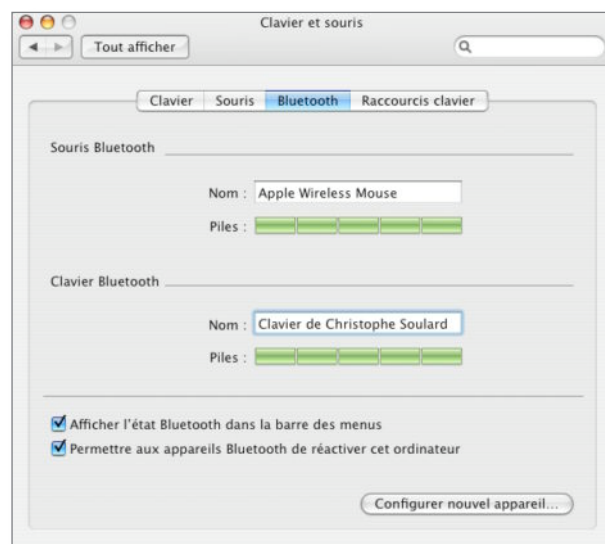 Clavier et souris
Tout afficher
Clavier Souris Bluetooth Raccourcis clavier
Souris Bluetooth
Nom : Apple Wireless Mouse
Piles :
Clavier Bluetooth
Nom : Clavier de Christophe Soulard
Piles :
Afficher l'état Bluetooth dans la barre des menus
Permettre aux appareils Bluetooth de réactiver cet ordinateur
Configurer nouvel appareil...